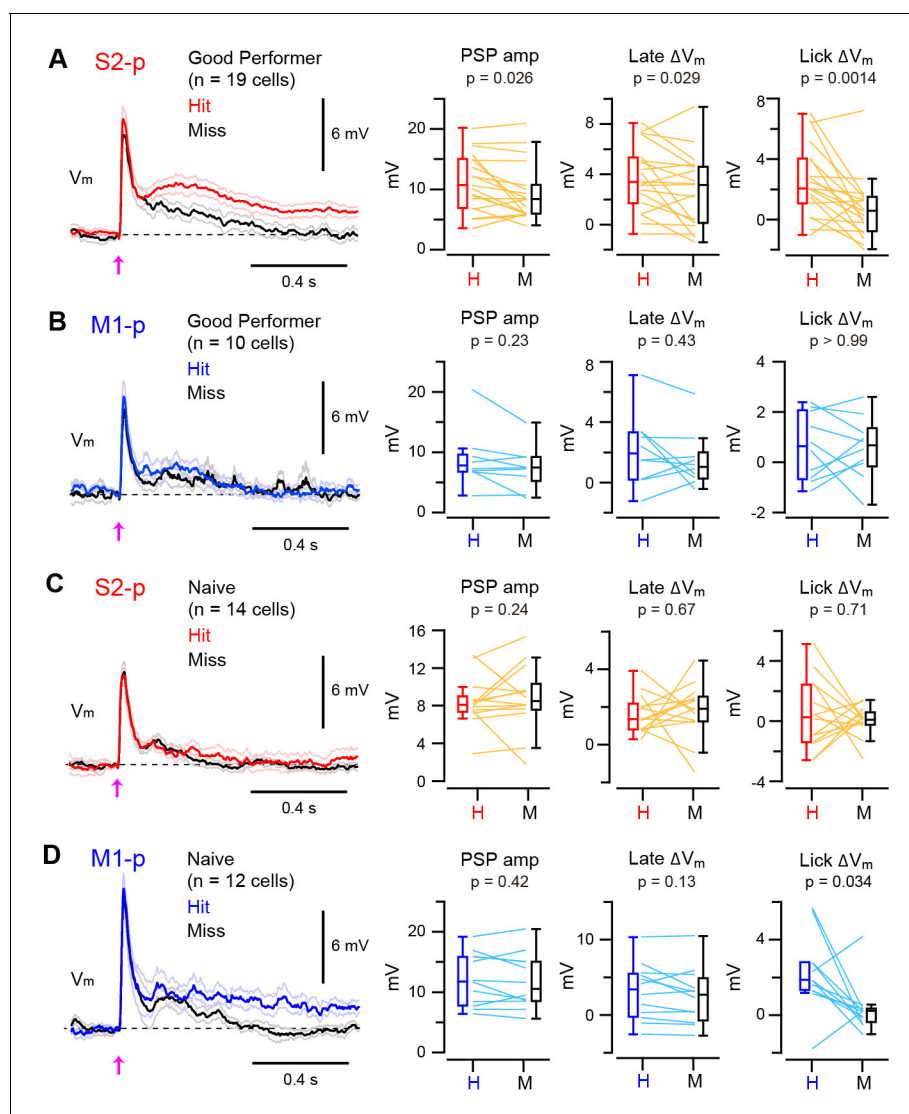 A
S2-p
Good Performer
(n = 19 cells)
Hit
Miss
Vm
6 mV
0.4 s
PSP amp
p = 0.026
mV
20
10
0
H M
Late ΔVm
p = 0.029
mV
8
4
0
H M
Lick ΔVm
p = 0.0014
mV
8
4
0
H M
B
M1-p
Good Performer
(n = 10 cells)
Hit
Miss
Vm
6 mV
0.4 s
PSP amp
p = 0.23
mV
20
10
0
H M
Late ΔVm
p = 0.43
mV
8
4
0
H M
Lick ΔVm
p > 0.99
mV
4
2
0
-2
H M
C
S2-p
Naive
(n = 14 cells)
Hit
Miss
Vm
6 mV
0.4 s
PSP amp
p = 0.24
mV
16
12
8
4
0
H M
Late ΔVm
p = 0.67
mV
4
0
H M
Lick ΔVm
p = 0.71
mV
4
0
-4
H M
D
M1-p
Naive
(n = 12 cells)
Hit
Miss
Vm
6 mV
0.4 s
PSP amp
p = 0.42
mV
20
10
0
H M
Late ΔVm
p = 0.13
mV
10
0
H M
Lick ΔVm
p = 0.034
mV
4
0
H M